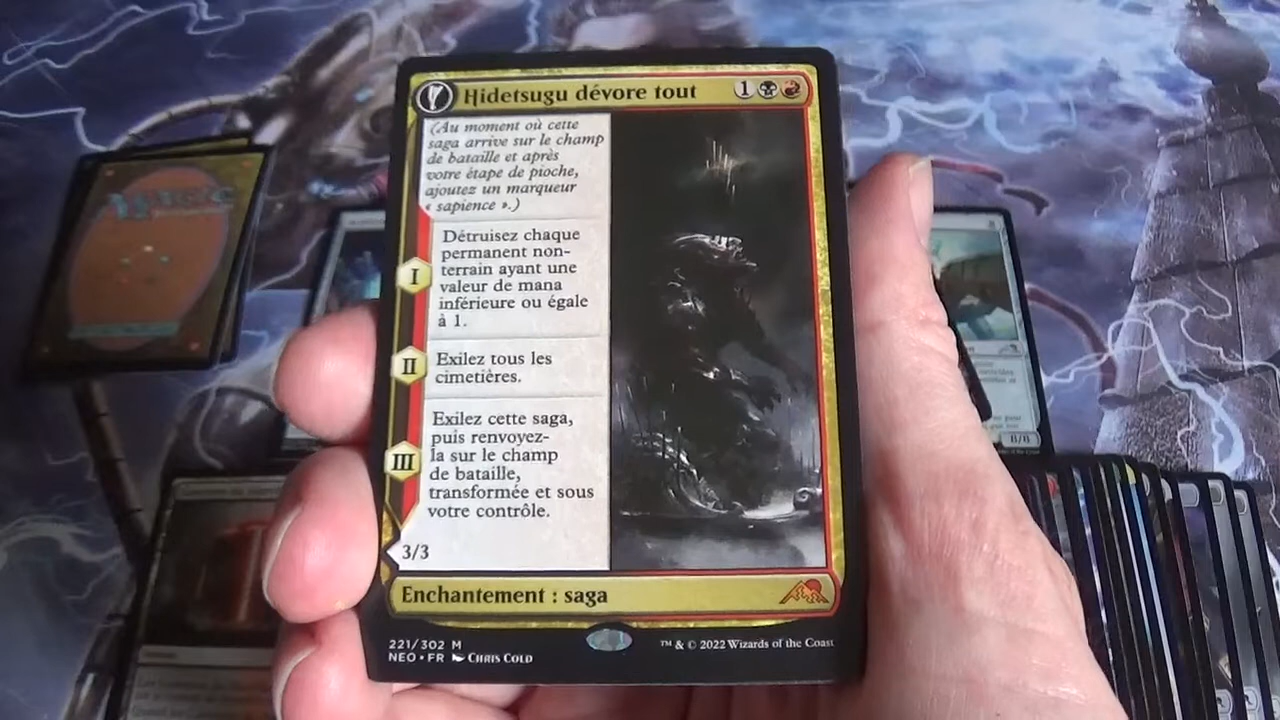 Hidetsugu dévore tout 1
(Au moment où cette
saga arrive sur le champ
de bataille et après
votre étape de pioche,
ajoutez un marqueur
« sapience ».)
I
Détruisez chaque
permanent non-
terrain ayant une
valeur de mana
inférieure ou égale
à 1.
II
Exilez tous les
cimetières.
III
Exilez cette saga,
puis renvoyez-
la sur le champ
de bataille,
transformée et sous
votre contrôle.
3/3
Enchantement : saga
221/302 M
NEO • FR Chris Cold
™ & © 2022 Wizards of the Coast
8/8